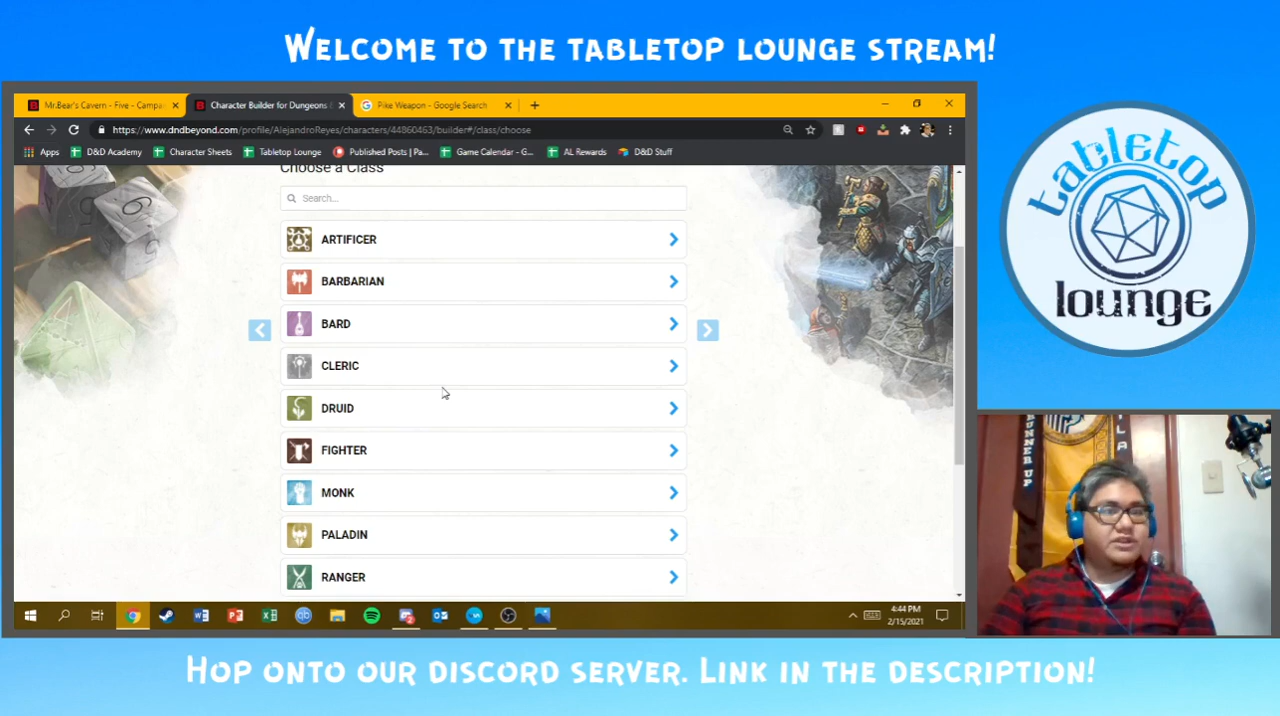 WELCOME TO THE TABLETOP LOUNGE STREAM!
Mr.Bear's Cavern - Five - Campa
Character Builder for Dungeons
Pike Weapon - Google Search
https://www.dndbeyond.com/profile/AlejandroReyes/characters/44860463/builder#/class/choose
Apps
D&D Academy
Character Sheets
Tabletop Lounge
Published Posts | Pa...
Game Calendar - G...
AL Rewards
D&D Stuff
Choose a Class
Search...
ARTIFICER
BARBARIAN
BARD
CLERIC
DRUID
FIGHTER
MONK
PALADIN
RANGER
4:44 PM
2/15/2021
tabletop
lounge
RUNNER UP
HOP ONTO OUR DISCORD SERVER. LINK IN THE DESCRIPTION!